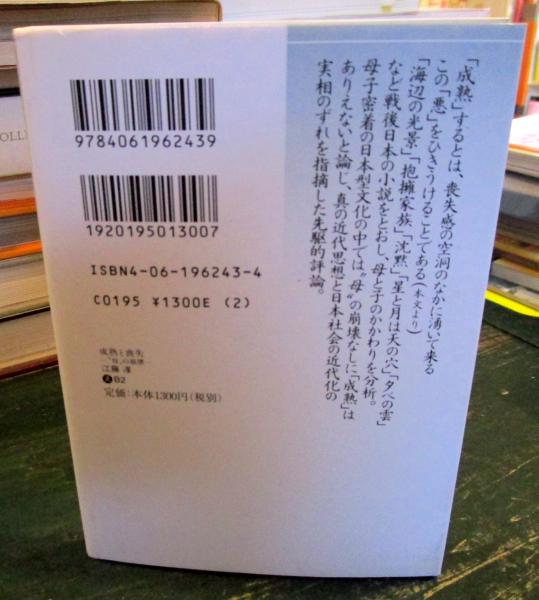 「成熟」するとは、喪失感の空洞のなかに湧いて来る
この「悪」をひきうけることである(本文より)
「海辺の光景」「抱擁家族」「沈黙」「星と月は天の穴」「夕べの雲」
など戦後日本の小説をとおし、母と子のかかわりを分析。
母子密着の日本型文化の中では"母"の崩壊なしに「成熟」は
ありえないと論じ、真の近代思想と日本社会の近代化の
実相のずれを指摘した先駆的評論。
9784061962439
1920195013007
ISBN4-06-196243-4
C0195 ¥1300E (2)
成熟と喪失
―"母"の崩壊―
江藤 淳
B2
定価:本体1300円(税別)
OLLE